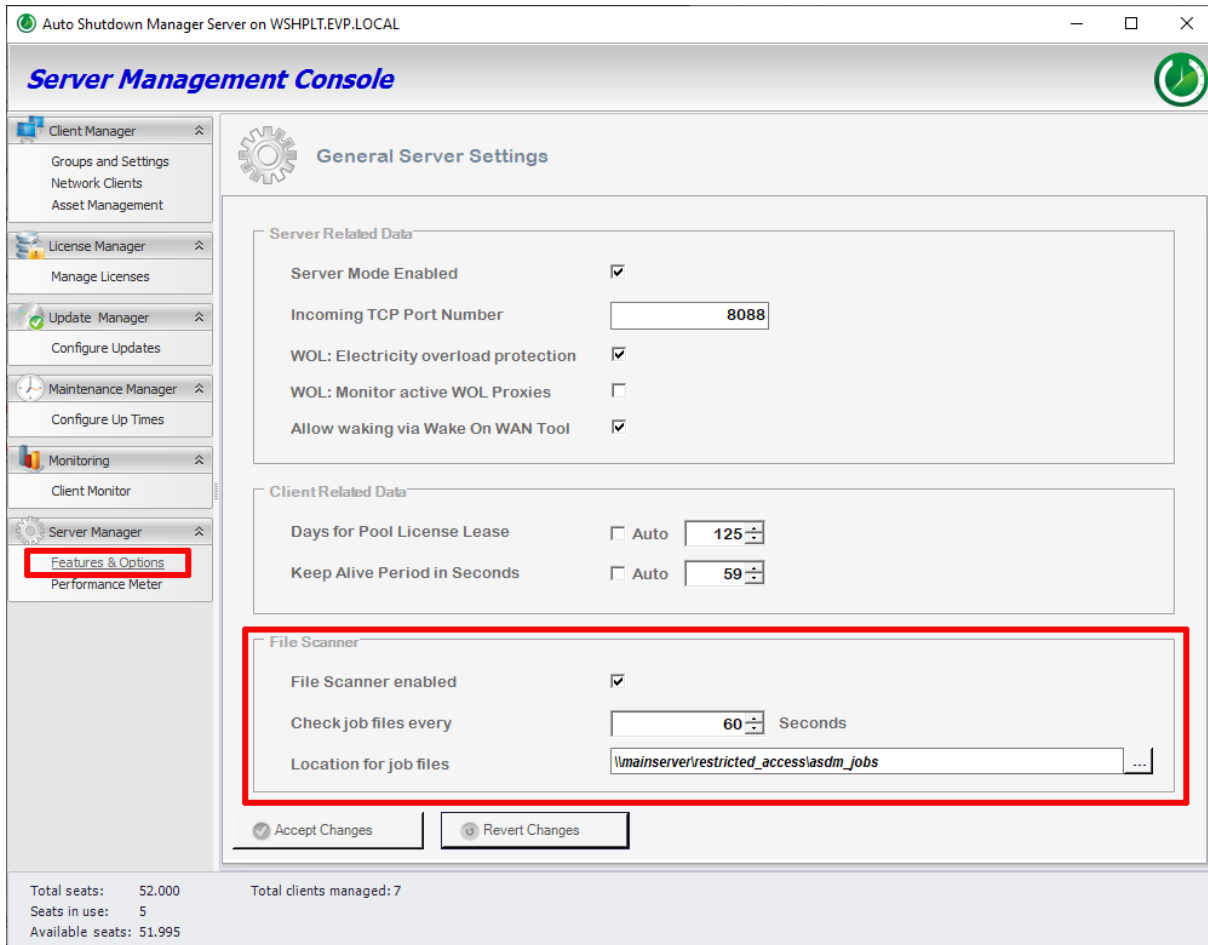 Auto Shutdown Manager Server on WSHPLT.EVP.LOCAL
Server Management Console
Client Manager
Groups and Settings
Network Clients
Asset Management
License Manager
Manage Licenses
Update Manager
Configure Updates
Maintenance Manager
Configure Up Times
Monitoring
Client Monitor
Server Manager
Features & Options
Performance Meter
General Server Settings
Server Related Data
Server Mode Enabled
Incoming TCP Port Number 8088
WOL: Electricity overload protection
WOL: Monitor active WOL Proxies
Allow waking via Wake On WAN Tool
Client Related Data
Days for Pool License Lease Auto 125
Keep Alive Period in Seconds Auto 59
File Scanner
File Scanner enabled
Check job files every 60 Seconds
Location for job files \\mainserver\restricted_access\asdm_jobs ...
Accept Changes Revert Changes
Total seats: 52.000 Total clients managed: 7
Seats in use: 5
Available seats: 51.995